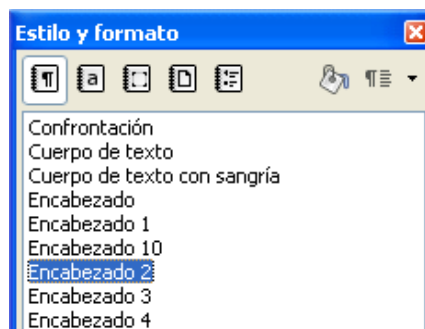 Estilo y formato
Confrontación
Cuerpo de texto
Cuerpo de texto con sangría
Encabezado
Encabezado 1
Encabezado 10
Encabezado 2
Encabezado 3
Encabezado 4